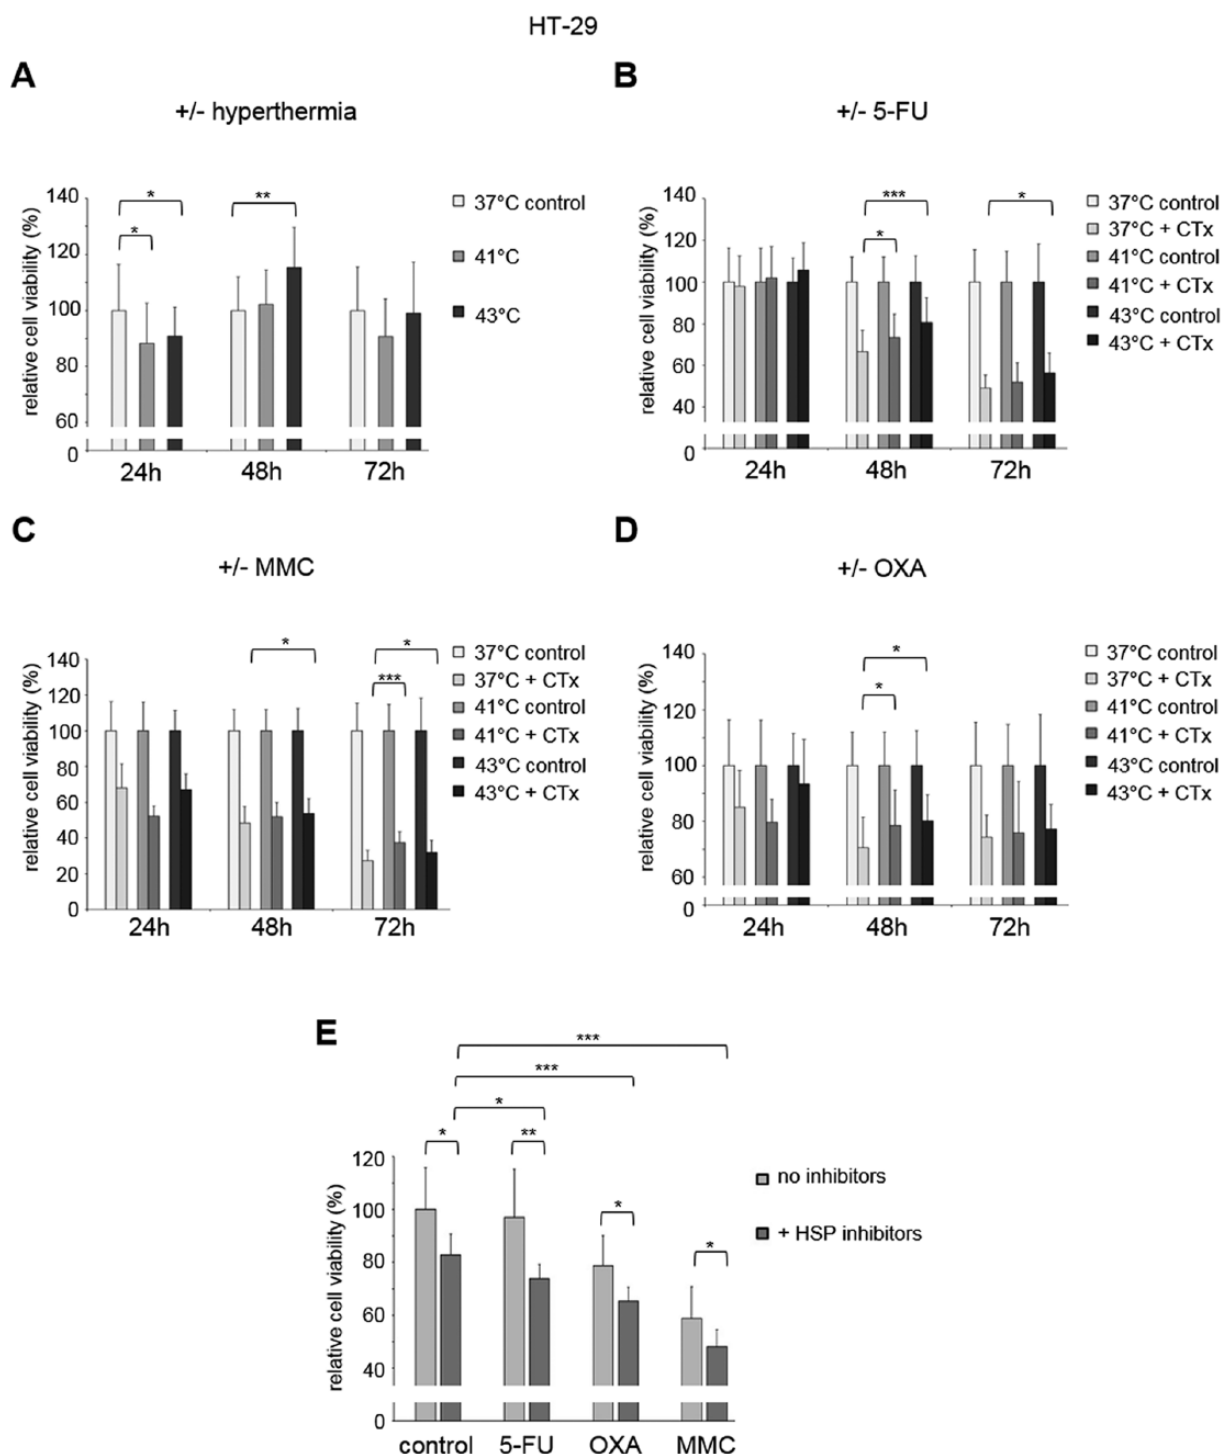 HT-29
A
+/- hyperthermia
* 
*
**
relative cell viability (%)
140
100
80
60
0
24h
48h
72h
37°C control
41°C
43°C
B
+/- 5-FU
***
*
*
relative cell viability (%)
140
120
100
80
60
40
0
24h
48h
72h
37°C control
37°C + CTx
41°C control
41°C + CTx
43°C control
43°C + CTx
C
+/- MMC
*
*
***
relative cell viability (%)
140
120
100
80
60
40
20
0
24h
48h
72h
37°C control
37°C + CTx
41°C control
41°C + CTx
43°C control
43°C + CTx
D
+/- OXA
*
*
relative cell viability (%)
140
120
100
80
60
0
24h
48h
72h
37°C control
37°C + CTx
41°C control
41°C + CTx
43°C control
43°C + CTx
E
***
***
*
*
**
*
*
relative cell viability (%)
120
100
80
60
40
0
control
5-FU
OXA
MMC
no inhibitors
+ HSP inhibitors